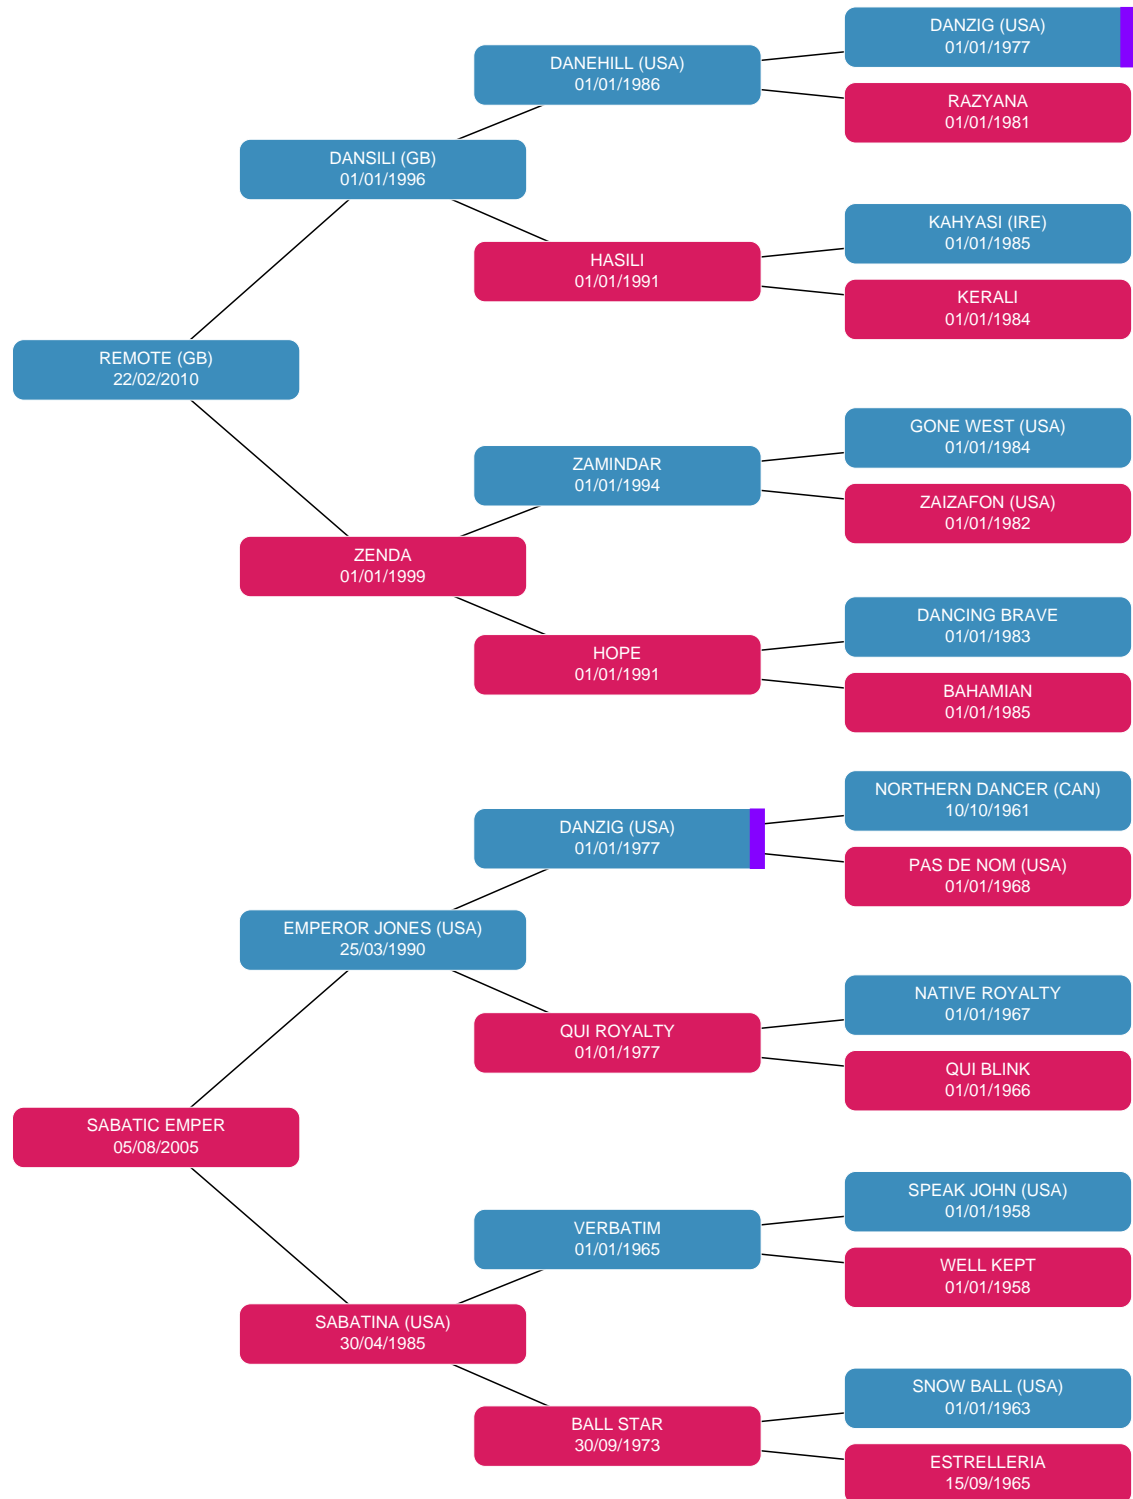 DANZIG (USA)
01/01/1977
DANEHILL (USA)
01/01/1986
RAZYANA
01/01/1981
DANSILI (GB)
01/01/1996
KAHYASI (IRE)
01/01/1985
HASILI
01/01/1991
KERALI
01/01/1984
REMOTE (GB)
22/02/2010
GONE WEST (USA)
01/01/1984
ZAMINDAR
01/01/1994
ZAIZAFON (USA)
01/01/1982
ZENDA
01/01/1999
DANCING BRAVE
01/01/1983
HOPE
01/01/1991
BAHAMIAN
01/01/1985
NORTHERN DANCER (CAN)
10/10/1961
DANZIG (USA)
01/01/1977
PAS DE NOM (USA)
01/01/1968
EMPEROR JONES (USA)
25/03/1990
NATIVE ROYALTY
01/01/1967
QUI ROYALTY
01/01/1977
QUI BLINK
01/01/1966
SABATIC EMPER
05/08/2005
SPEAK JOHN (USA)
01/01/1958
VERBATIM
01/01/1965
WELL KEPT
01/01/1958
SABATINA (USA)
30/04/1985
SNOW BALL (USA)
01/01/1963
BALL STAR
30/09/1973
ESTRELLERIA
15/09/1965